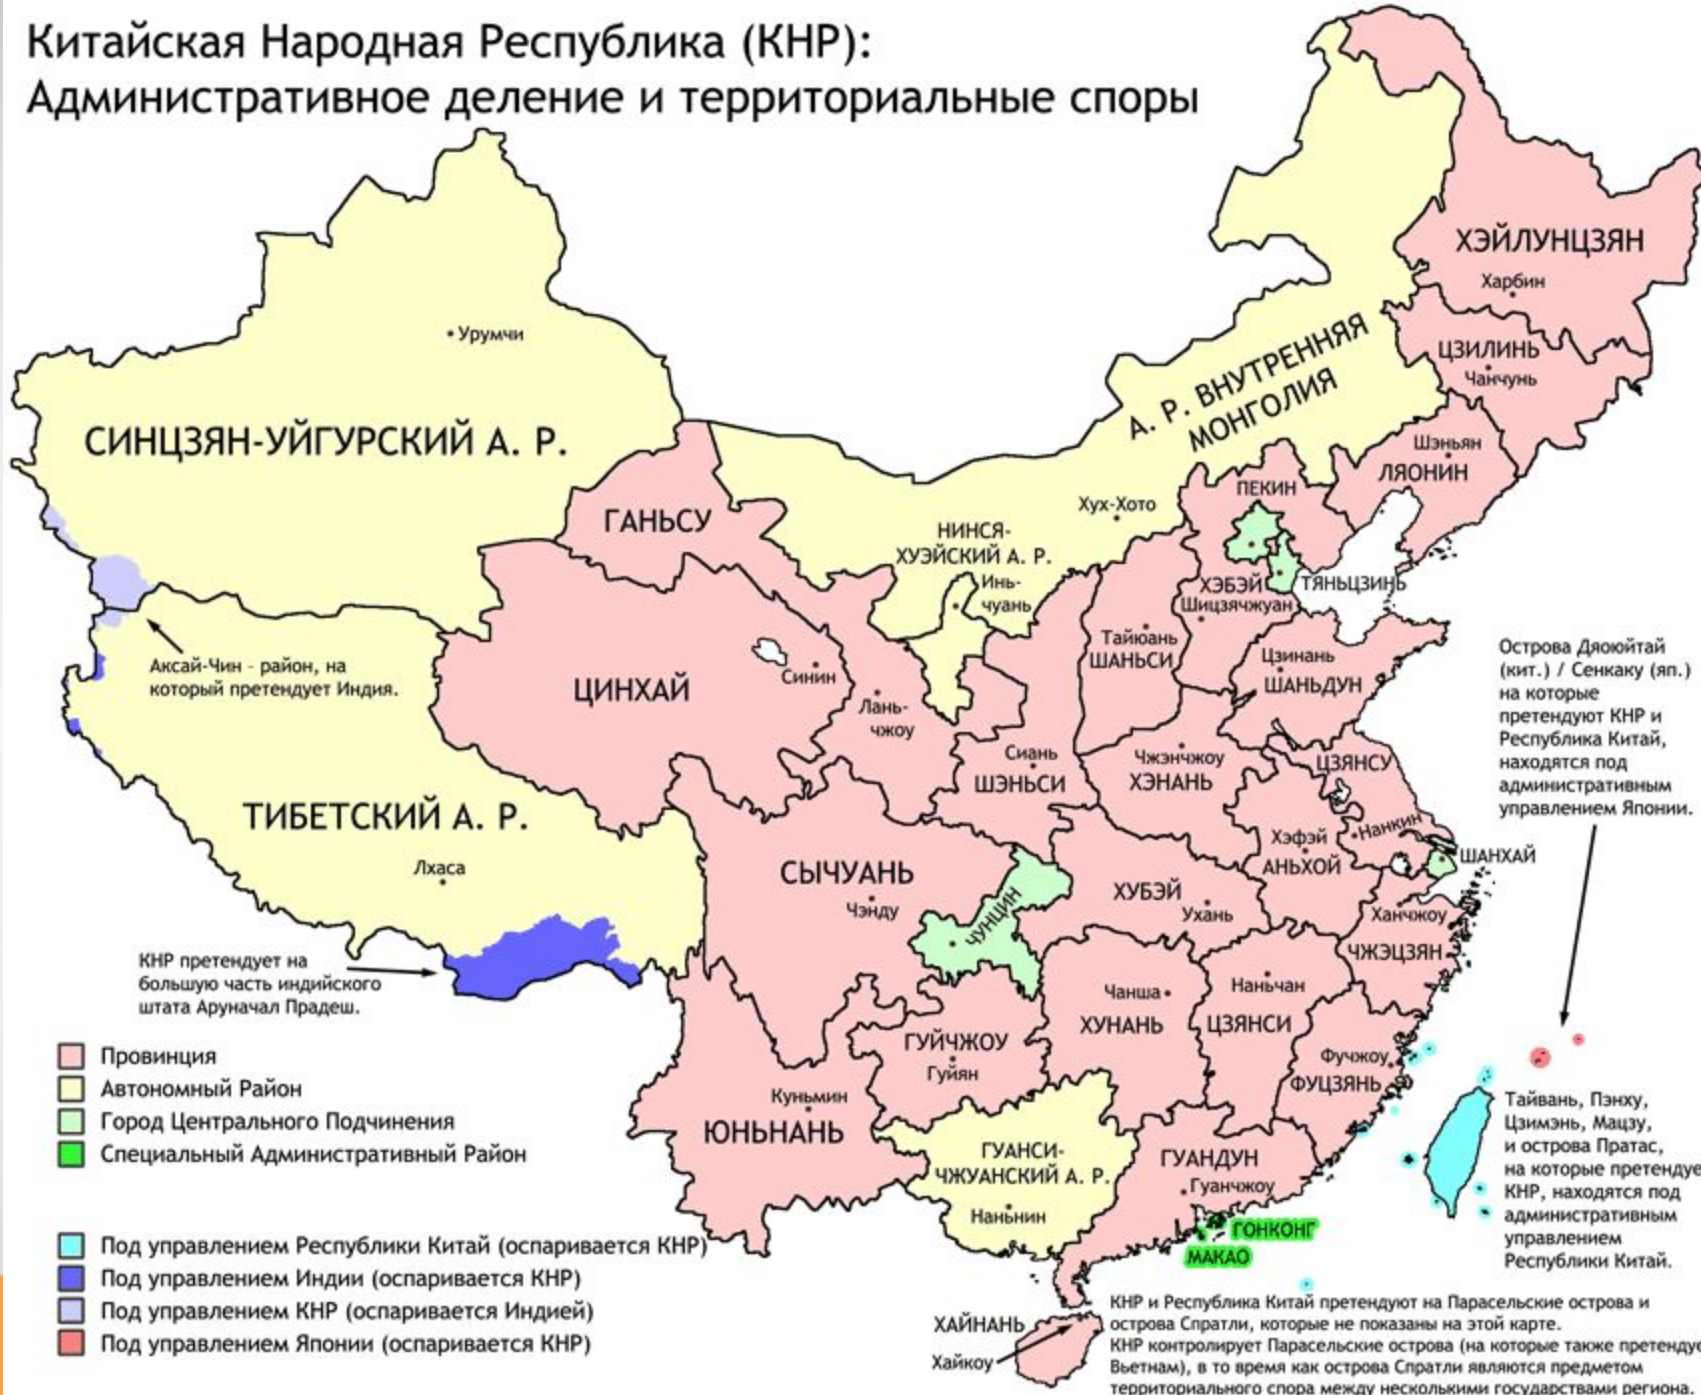 Китайская Народная Республика (КНР):
Административное деление и территориальные споры
ХЭЙЛУНЦЗЯН
Харбин
Урумчи
ЦЗИЛИНЬ
Чанчунь
А. Р. ВНУТРЕННЯЯ
МОНГОЛИЯ
СИНЦЗЯН-УЙГУРСКИЙ А. Р.
Шэньян
ЛЯОНИН
ПЕКИН
Хух-Хото
ГАНЬСУ
НИНСЯ-
ХУЭЙСКИЙ А. Р.
Инь-
чуань
ХЭБЭЙ
ТЯНЬЦЗИНЬ
Шицзячжуан
Тайюань
ШАНЬСИ
Цзинань
ШАНЬДУН
Аксай-Чин - район, на
который претендует Индия.
ЦИНХАЙ
Синин
Лань-
чжоу
Острова Дяоюйтай
(кит.) / Сенкаку (яп.)
на которые
претендуют КНР и
Республика Китай,
находятся под
административным
управлением Японии.
Сиань
ШЭНЬСИ
Чжэнчжоу
ХЭНАНЬ
ЦЗЯНСУ
ТИБЕТСКИЙ А. Р.
Лхаса
Нанкин
Хэфэй
АНЬХОЙ
ШАНХАЙ
СЫЧУАНЬ
Чэнду
ЧУНЦИН
ХУБЭЙ
Ухань
Ханчжоу
ЧЖЭЦЗЯН
КНР претендует на
большую часть индийского
штата Аруначал Прадеш.
Чанша
ХУНАНЬ
Наньчан
ЦЗЯНСИ
ГУЙЧЖОУ
Гуйян
Фучжоу
ФУЦЗЯНЬ
Куньмин
ЮНЬНАНЬ
Тайвань, Пэнху,
Цзимэнь, Мацзу,
и острова Пратас,
на которые претендуе
КНР, находятся под
административным
управлением
Республики Китай.
ГУАНСИ-
ЧЖУАНСКИЙ А. Р.
Наньнин
ГУАНДУН
Гуанчжоу
ГОНКОНГ
МАКАО
Провинция
Автономный Район
Город Центрального Подчинения
Специальный Административный Район
Под управлением Республики Китай (оспаривается КНР)
Под управлением Индии (оспаривается КНР)
Под управлением КНР (оспаривается Индией)
Под управлением Японии (оспаривается КНР)
ХАЙНАНЬ
Хайкоу
КНР и Республика Китай претендуют на Парасельские острова и
острова Спратли, которые не показаны на этой карте.
КНР контролирует Парасельские острова (на которые также претендуе
Вьетнам), в то время как острова Спратли являются предметом
территориального спора между несколькими государствами региона.